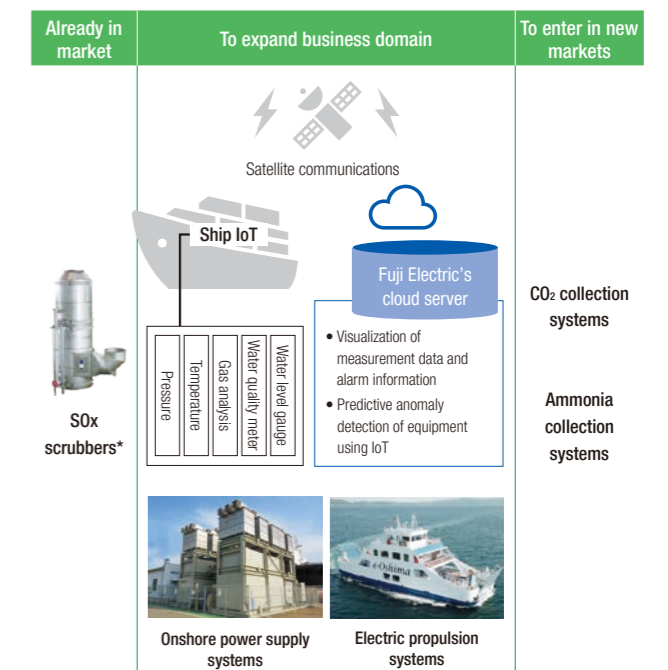 Already in
market
To expand business domain
To enter in new
markets
Satellite communications
Ship IoT
Fuji Electric's
cloud server
Pressure
Temperature
Gas analysis
Water quality meter
Water level gauge
• Visualization of
measurement data and
alarm information
• Predictive anomaly
detection of equipment
using IoT
SOx
scrubbers*
CO₂ collection
systems
Ammonia
collection
systems
e-Oshima
Onshore power supply
systems
Electric propulsion
systems